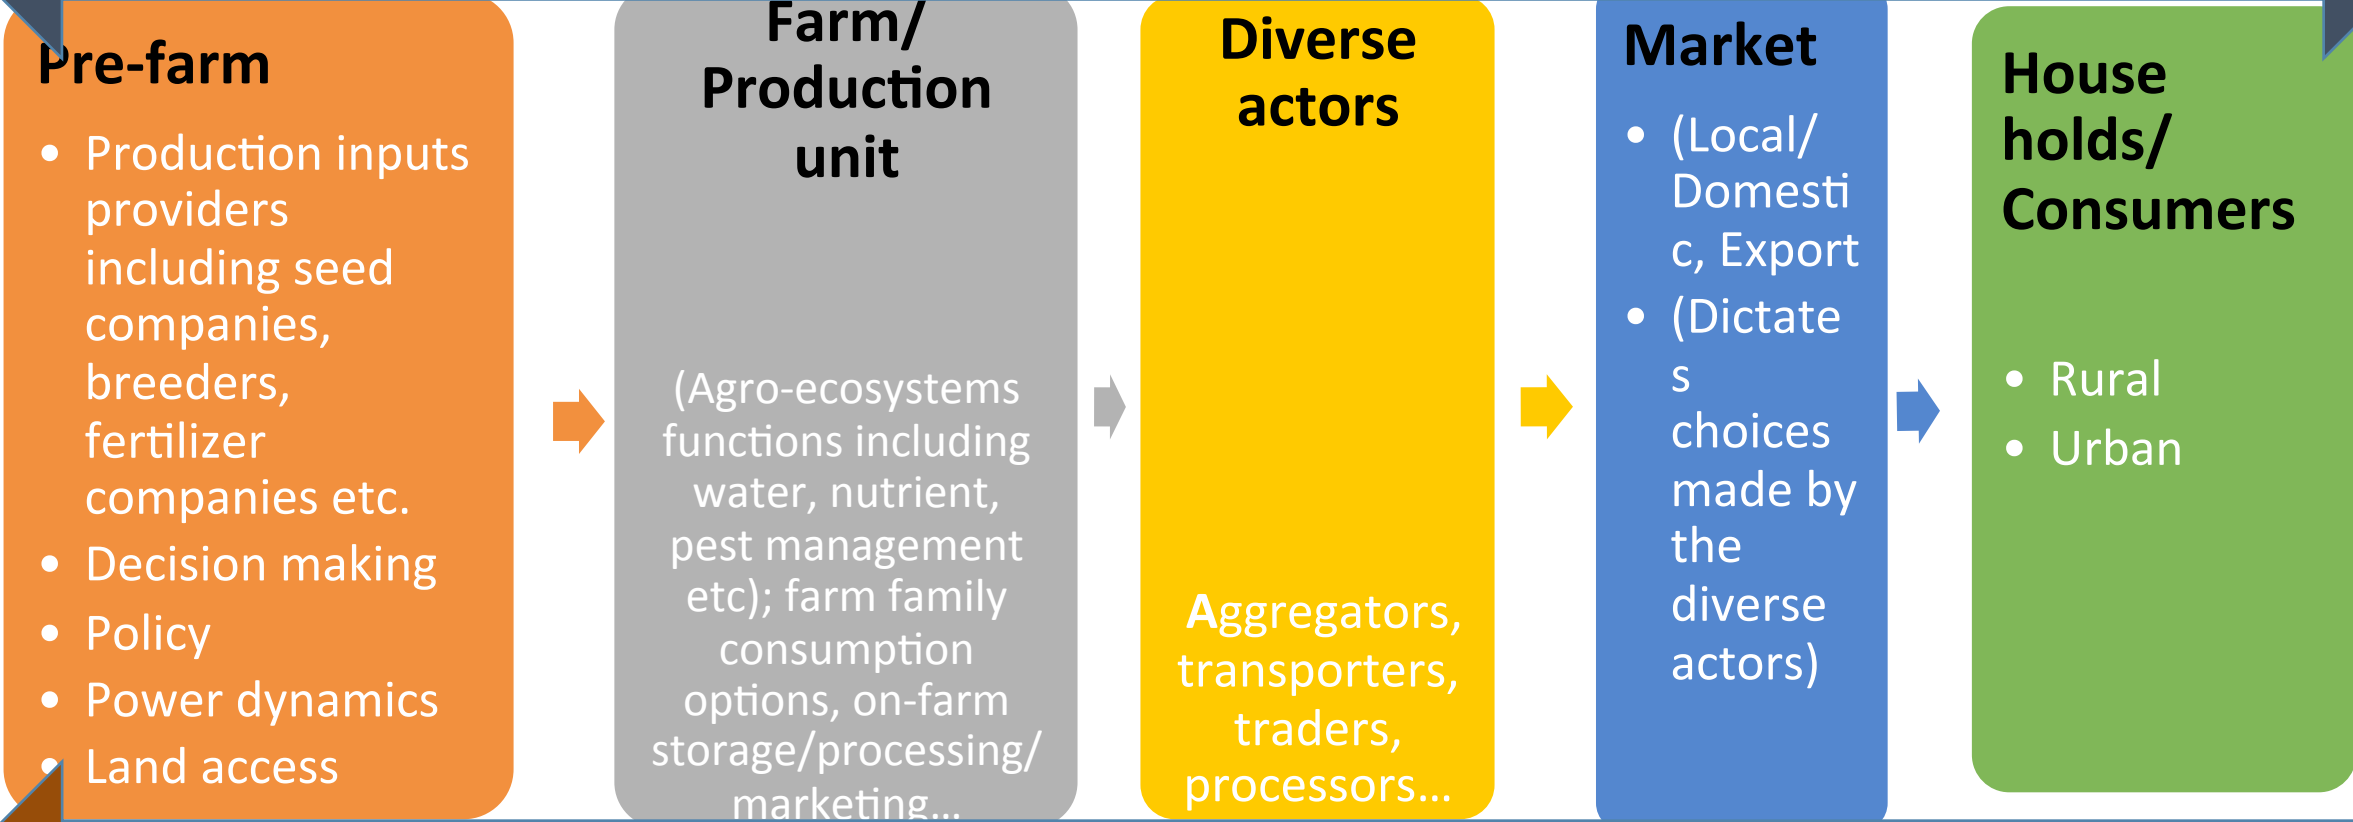 Pre-farm
• Production inputs
providers
including seed
companies,
breeders,
fertilizer
companies etc.
• Decision making
• Policy
• Power dynamics
• Land access
Farm/
Production
unit
(Agro-ecosystems
functions including
water, nutrient,
pest management
etc); farm family
consumption
options, on-farm
storage/processing/
marketing...
Diverse
actors
Aggregators,
transporters,
traders,
processors...
Market
• (Local/
Domesti
c, Export
• (Dictate
s
choices
made by
the
diverse
actors)
House
holds/
Consumers
• Rural
• Urban